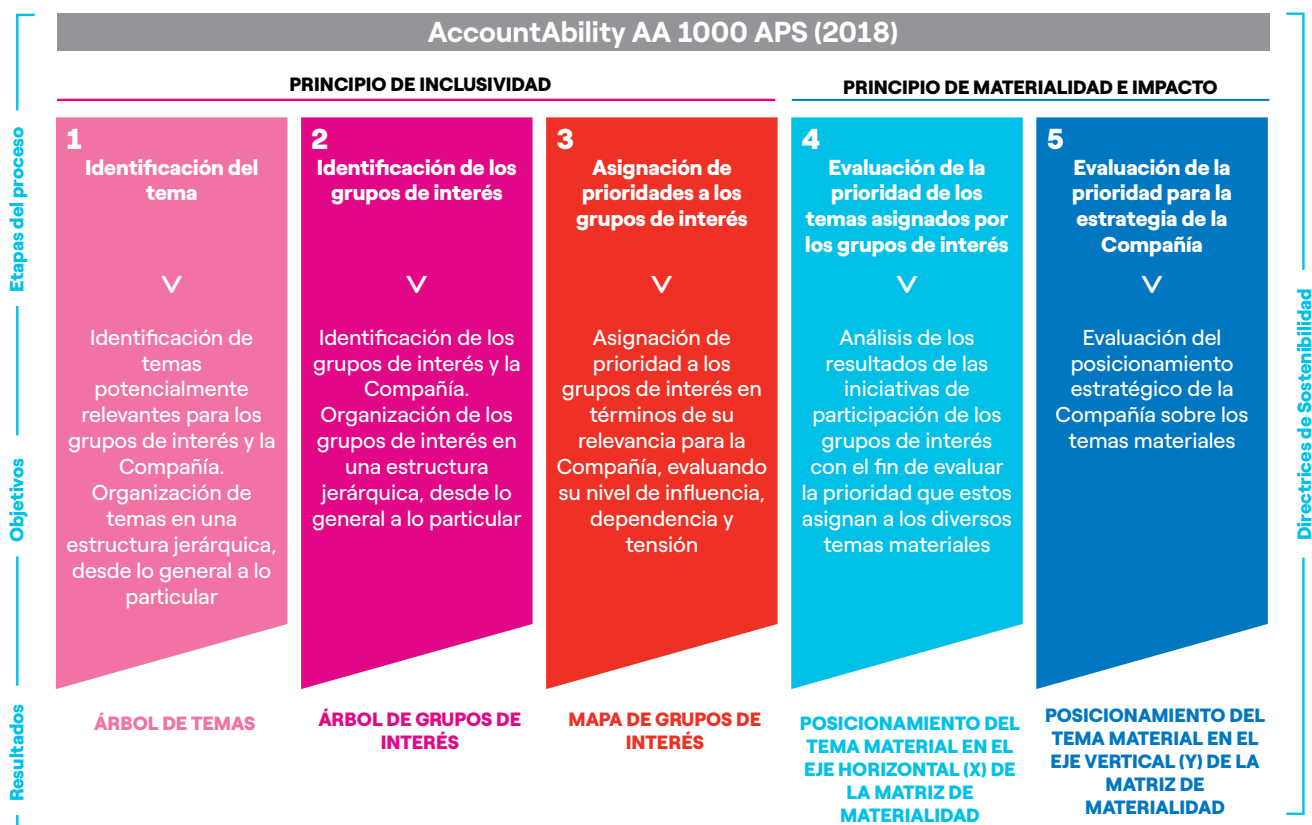 AccountAbility AA 1000 APS (2018)
PRINCIPIO DE INCLUSIVIDAD
PRINCIPIO DE MATERIALIDAD E IMPACTO
Etapas del proceso
Objetivos
Resultados
1
Identificación del
tema
Identificación de
temas
potencialmente
relevantes para los
grupos de interés y la
Compañía.
Organización de
temas en una
estructura jerárquica,
desde lo general a lo
particular
ÁRBOL DE TEMAS
2
Identificación de los
grupos de interés
Identificación de los
grupos de interés y la
Compañía.
Organización de los
grupos de interés en
una estructura
jerárquica, desde lo
general a lo particular
ÁRBOL DE GRUPOS DE
INTERÉS
3
Asignación de
prioridades a los
grupos de interés
Asignación de
prioridad a los
grupos de interés en
términos de su
relevancia para la
Compañía, evaluando
su nivel de influencia,
dependencia y
tensión
MAPA DE GRUPOS DE
INTERÉS
4
Evaluación de la
prioridad de los
temas asignados por
los grupos de interés
Análisis de los
resultados de las
iniciativas de
participación de los
grupos de interés
con el fin de evaluar
la prioridad que estos
asignan a los diversos
temas materiales
POSICIONAMIENTO DEL
TEMA MATERIAL EN EL
EJE HORIZONTAL (X) DE
LA MATRIZ DE
MATERIALIDAD
5
Evaluación de la
prioridad para la
estrategia de la
Compañía
Evaluación del
posicionamiento
estratégico de la
Compañía sobre los
temas materiales
POSICIONAMIENTO DEL
TEMA MATERIAL EN EL
EJE VERTICAL (Y) DE LA
MATRIZ DE
MATERIALIDAD
Directrices de Sostenibilidad